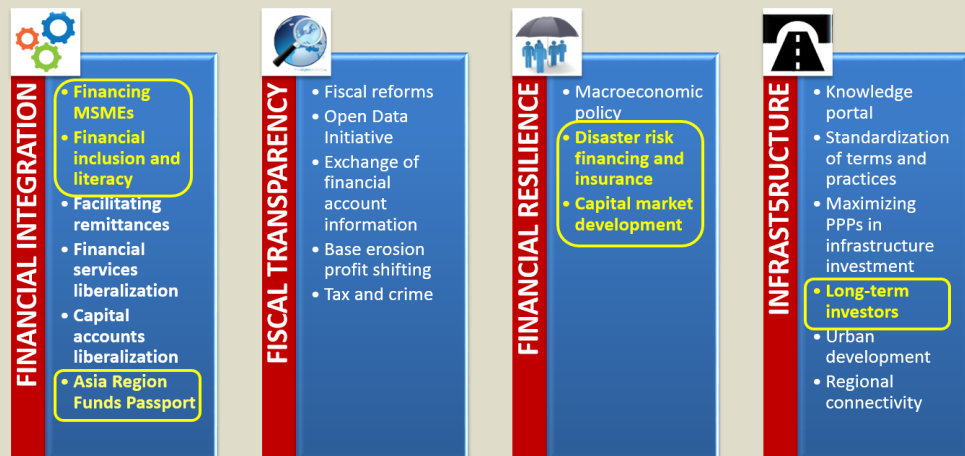 FINANCIAL INTEGRATION
• Financing
MSMEs
• Financial
inclusion and
literacy
• Facilitating
remittances
• Financial
services
liberalization
• Capital
accounts
liberalization
• Asia Region
Funds Passport
FISCAL TRANSPARENCY
• Fiscal reforms
• Open Data
Initiative
• Exchange of
financial
account
information
• Base erosion
profit shifting
• Tax and crime
FINANCIAL RESILIENCE
• Macroeconomic
policy
• Disaster risk
financing and
insurance
• Capital market
development
INFRAST5RUCTURE
• Knowledge
portal
• Standardization
of terms and
practices
• Maximizing
PPPs in
infrastructure
investment
• Long-term
investors
• Urban
development
• Regional
connectivity